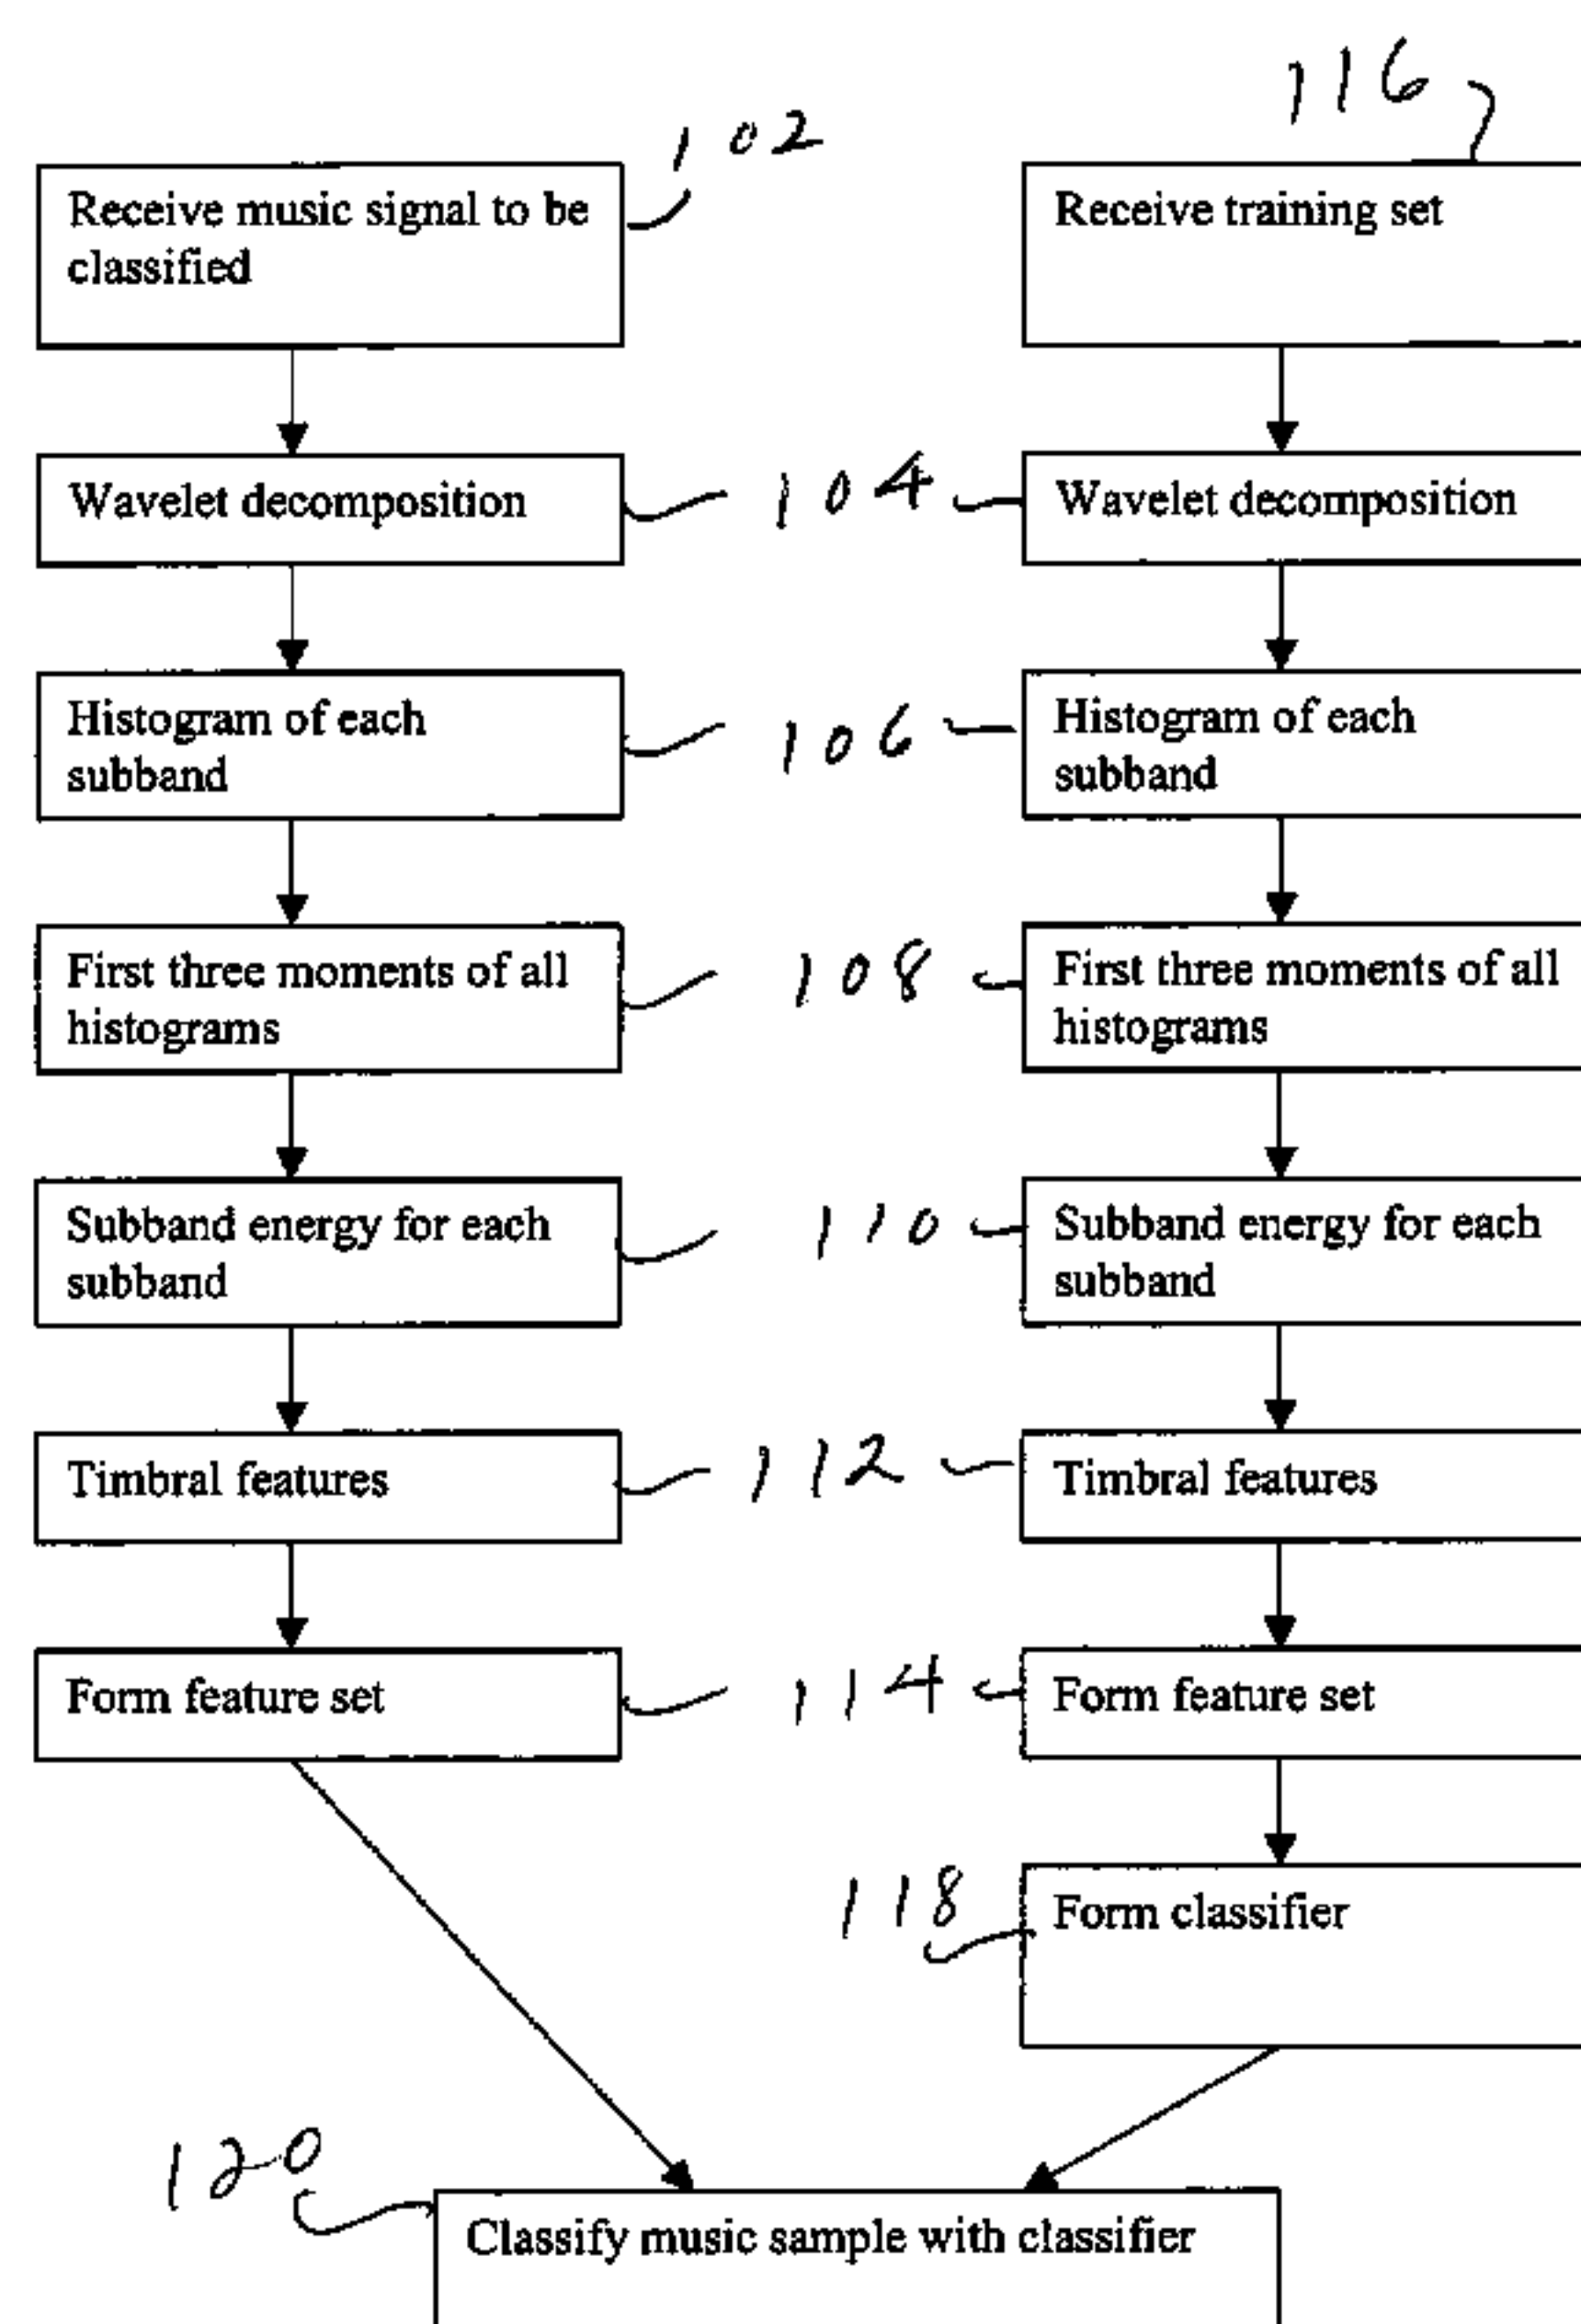 116
102
Receive music signal to be
classified
Receive training set
Wavelet decomposition
104
Wavelet decomposition
Histogram of each
subband
106
Histogram of each
subband
First three moments of all
histograms
108
First three moments of all
histograms
Subband energy for each
subband
110
Subband energy for each
subband
Timbral features
112
Timbral features
Form feature set
114
Form feature set
118
Form classifier
120
Classify music sample with classifier